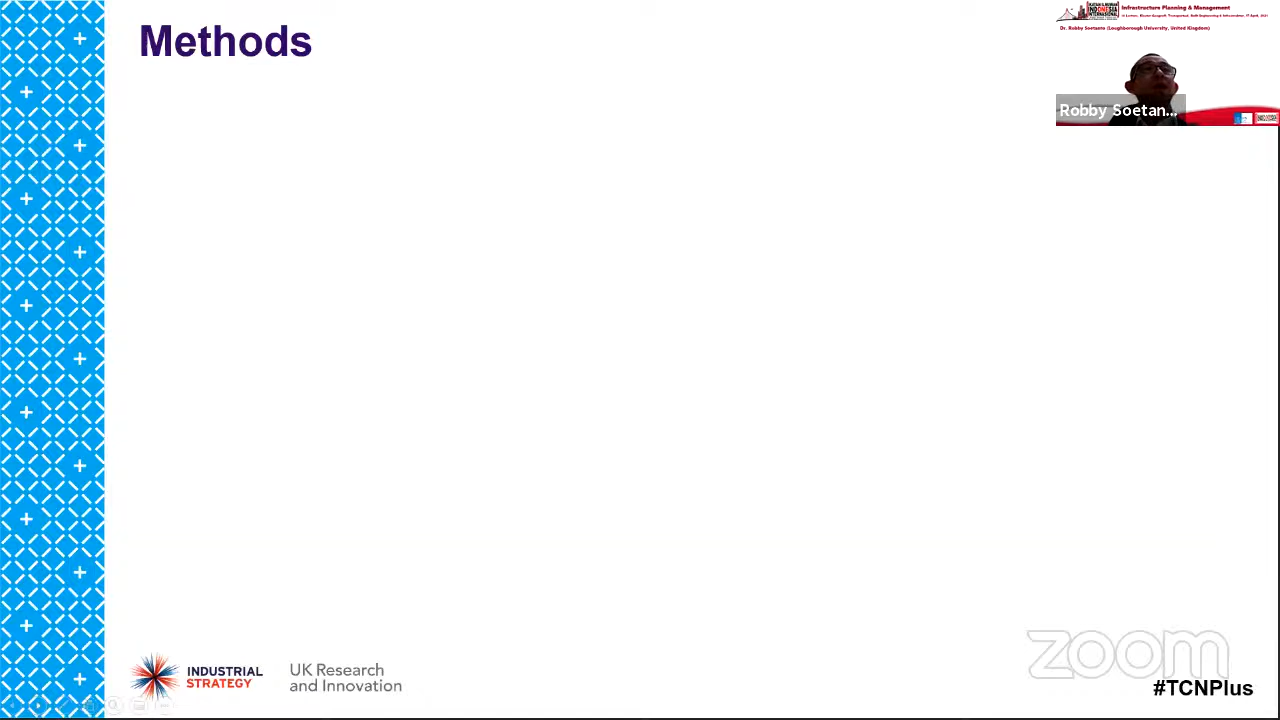 Methods
Infrastructure Planning & Management
Dr. Robby Soetanto (Loughborough University, United Kingdom)
Robby Soetan...
INDUSTRIAL
STRATEGY
UK Research
and Innovation
zoom
#TCNPlus